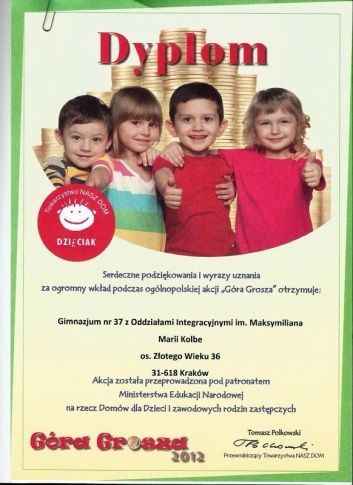 Dyplom
Towarzystwo NASZ DOM
DZIĘCIAK
Serdeczne podziękowania i wyrazy uznania
za ogromny wkład podczas ogólnopolskiej akcji „Góra Grosza” otrzymuje:
Gimnazjum nr 37 z Oddziałami Integracyjnymi im. Maksymiliana
Marii Kolbe
os. Złotego Wieku 36
31-618 Kraków
Akcja została przeprowadzona pod patronatem
Ministerstwa Edukacji Narodowej
na rzecz Domów dla Dzieci i zawodowych rodzin zastępczych
Góra Grosza
2012
Tomasz Polkowski
Przewodniczący Towarzystwa NASZ DOM